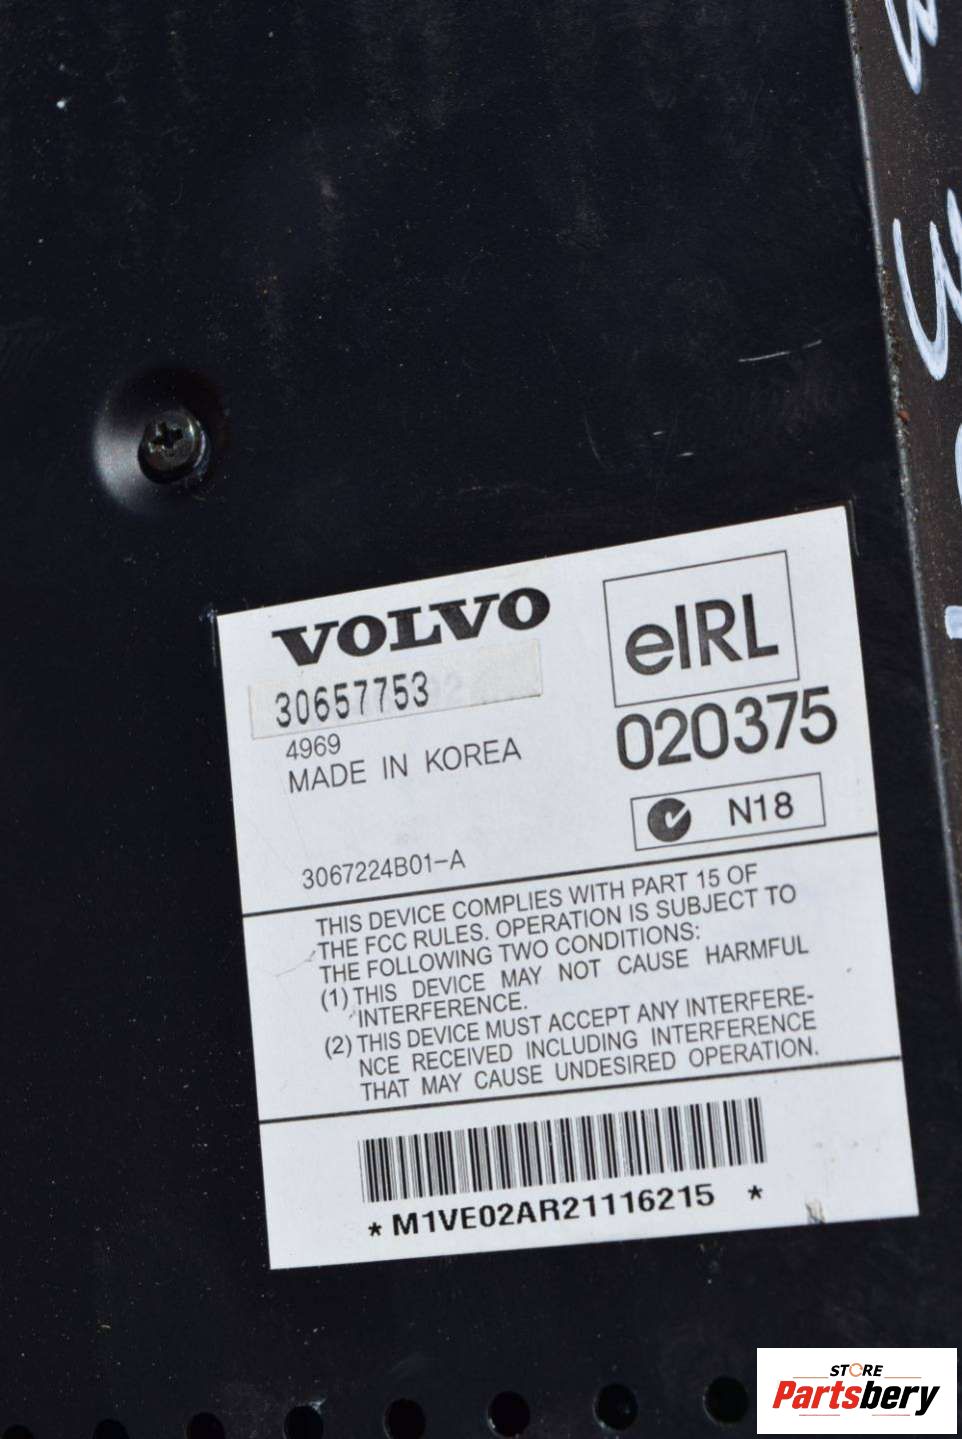 VOLVO
30657753
4969
MADE IN KOREA
eIRL
020375
N18
3067224B01-A
THIS DEVICE COMPLIES WITH PART 15 OF
THE FCC RULES. OPERATION IS SUBJECT TO
THE FOLLOWING TWO CONDITIONS:
(1) THIS DEVICE MAY NOT CAUSE HARMFUL
INTERFERENCE.
(2) THIS DEVICE MUST ACCEPT ANY INTERFERE-
NCE RECEIVED INCLUDING INTERFERENCE
THAT MAY CAUSE UNDESIRED OPERATION.
* M1VE02AR21116215 *
STORE
Partsbery